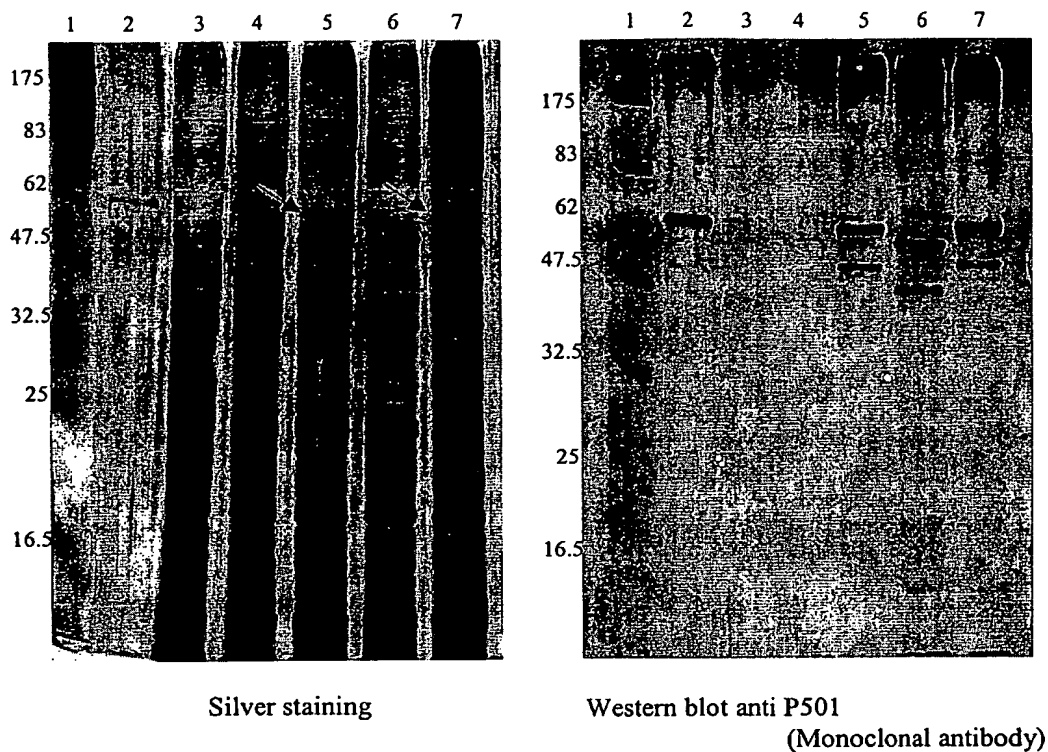 1 2 3 4 5 6 7
175
83
62
47.5
32.5
25
16.5
Silver staining
1 2 3 4 5 6 7
175
83
62
47.5
32.5
25
16.5
Western blot anti P501
(Monoclonal antibody)